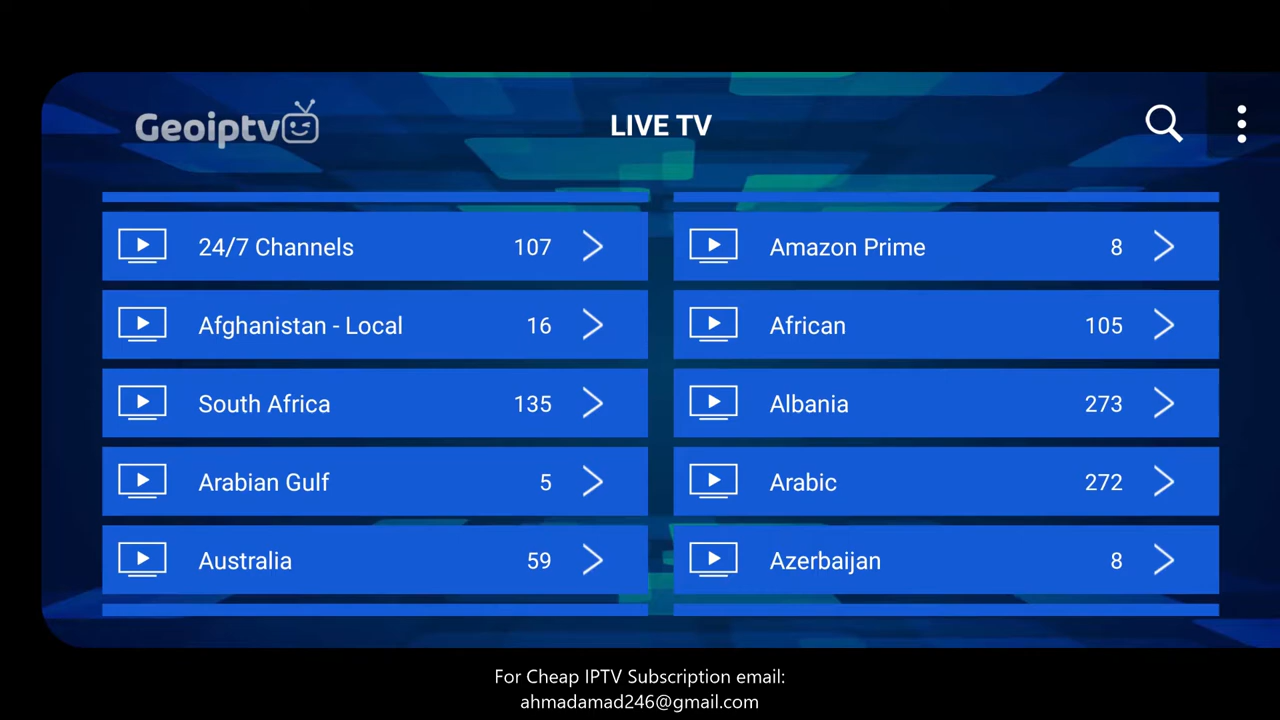 Geoiptv
LIVE TV
24/7 Channels 107
Amazon Prime 8
Afghanistan - Local 16
African 105
South Africa 135
Albania 273
Arabian Gulf 5
Arabic 272
Australia 59
Azerbaijan 8
For Cheap IPTV Subscription email:
ahmadamad246@gmail.com